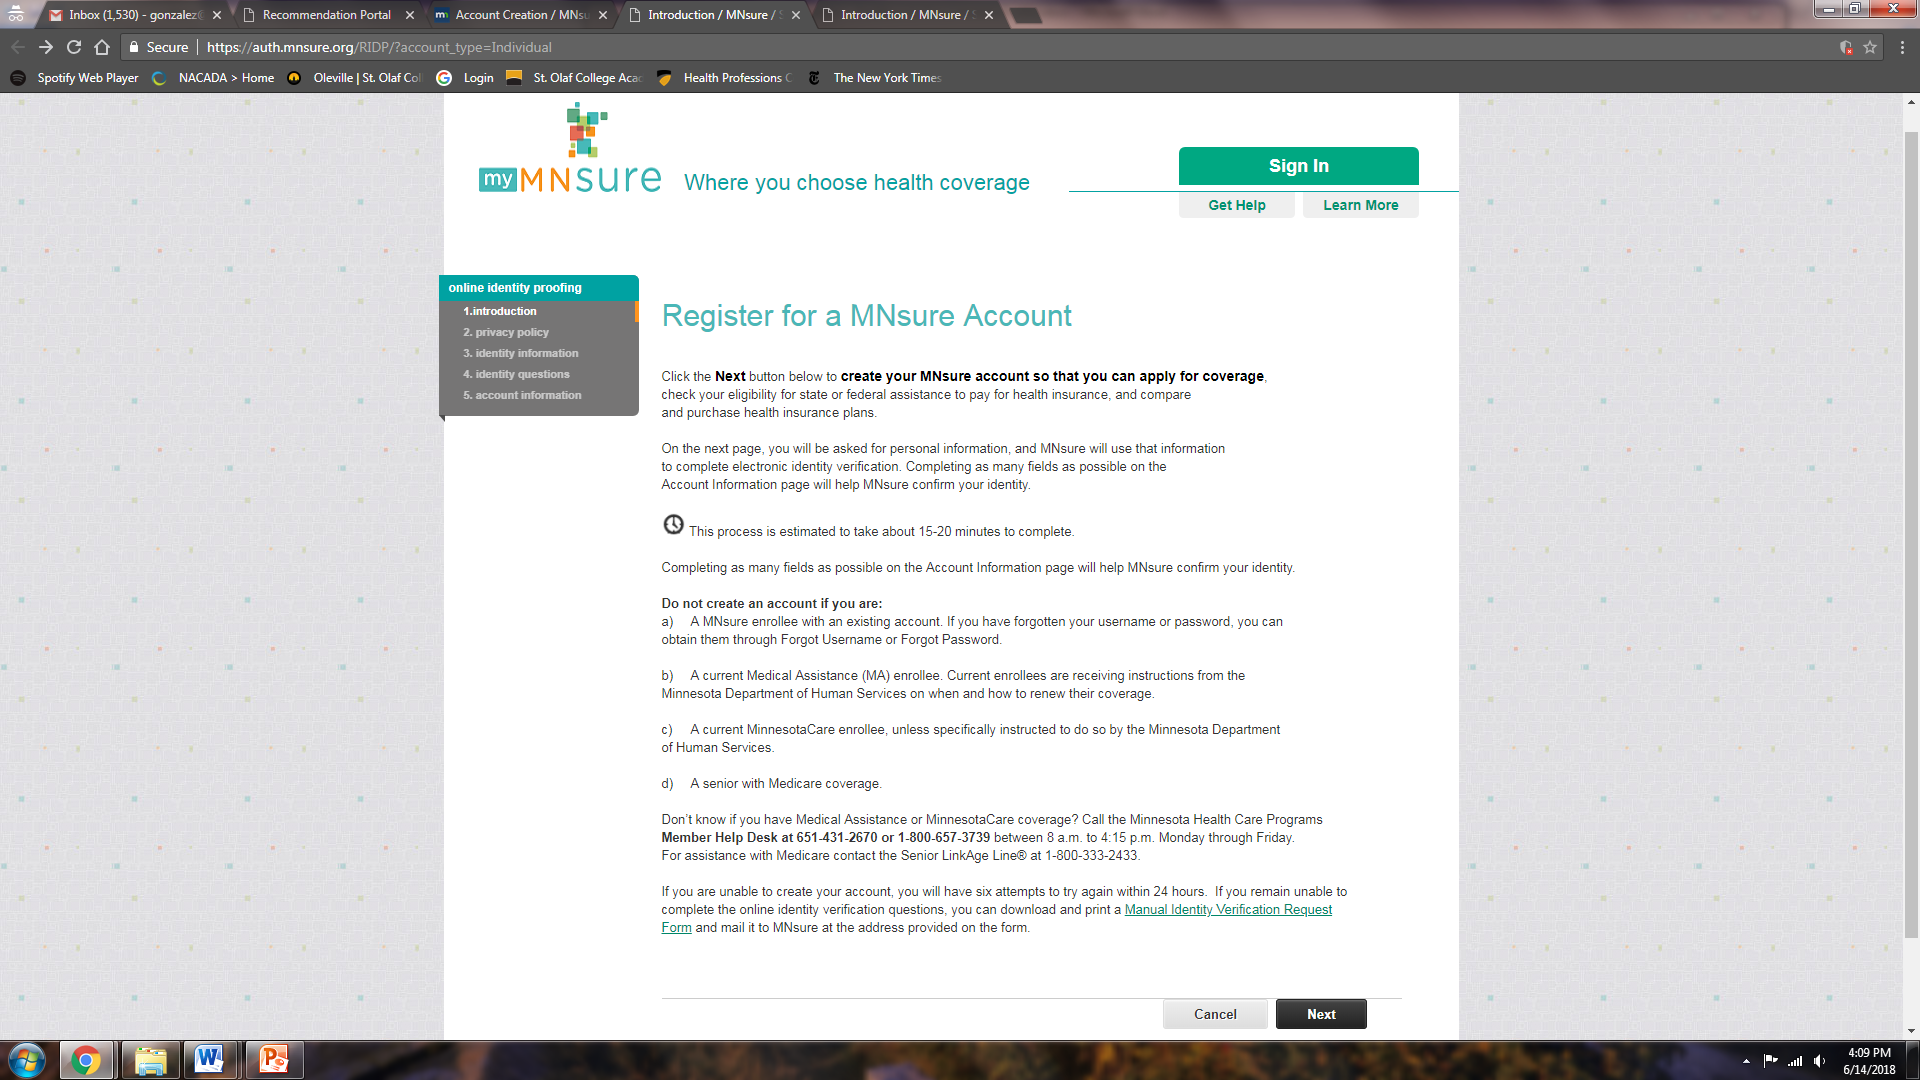 Inbox (1,530) - gonzalez
Recommendation Portal
Account Creation / MNsu
Introduction / MNsure /
Introduction / MNsure /
Secure
https://auth.mnsure.org/RIDP/?account_type=Individual
Spotify Web Player
NACADA > Home
Oleville | St. Olaf Col
Login
St. Olaf College Aca
Health Professions C
The New York Times
my MNsure
Where you choose health coverage
Sign In
Get Help
Learn More
online identity proofing
1.introduction
2. privacy policy
3. identity information
4. identity questions
5. account information
Register for a MNsure Account
Click the Next button below to create your MNsure account so that you can apply for coverage,
check your eligibility for state or federal assistance to pay for health insurance, and compare
and purchase health insurance plans.
On the next page, you will be asked for personal information, and MNsure will use that information
to complete electronic identity verification. Completing as many fields as possible on the
Account Information page will help MNsure confirm your identity.
This process is estimated to take about 15-20 minutes to complete.
Completing as many fields as possible on the Account Information page will help MNsure confirm your identity.
Do not create an account if you are:
a) A MNsure enrollee with an existing account. If you have forgotten your username or password, you can
obtain them through Forgot Username or Forgot Password.
b) A current Medical Assistance (MA) enrollee. Current enrollees are receiving instructions from the
Minnesota Department of Human Services on when and how to renew their coverage.
c) A current MinnesotaCare enrollee, unless specifically instructed to do so by the Minnesota Department
of Human Services.
d) A senior with Medicare coverage.
Don't know if you have Medical Assistance or MinnesotaCare coverage? Call the Minnesota Health Care Programs
Member Help Desk at 651-431-2670 or 1-800-657-3739 between 8 a.m. to 4:15 p.m. Monday through Friday.
For assistance with Medicare contact the Senior LinkAge Line® at 1-800-333-2433.
If you are unable to create your account, you will have six attempts to try again within 24 hours. If you remain unable to
complete the online identity verification questions, you can download and print a Manual Identity Verification Request
Form and mail it to MNsure at the address provided on the form.
Cancel
Next
4:09 PM
6/14/2018